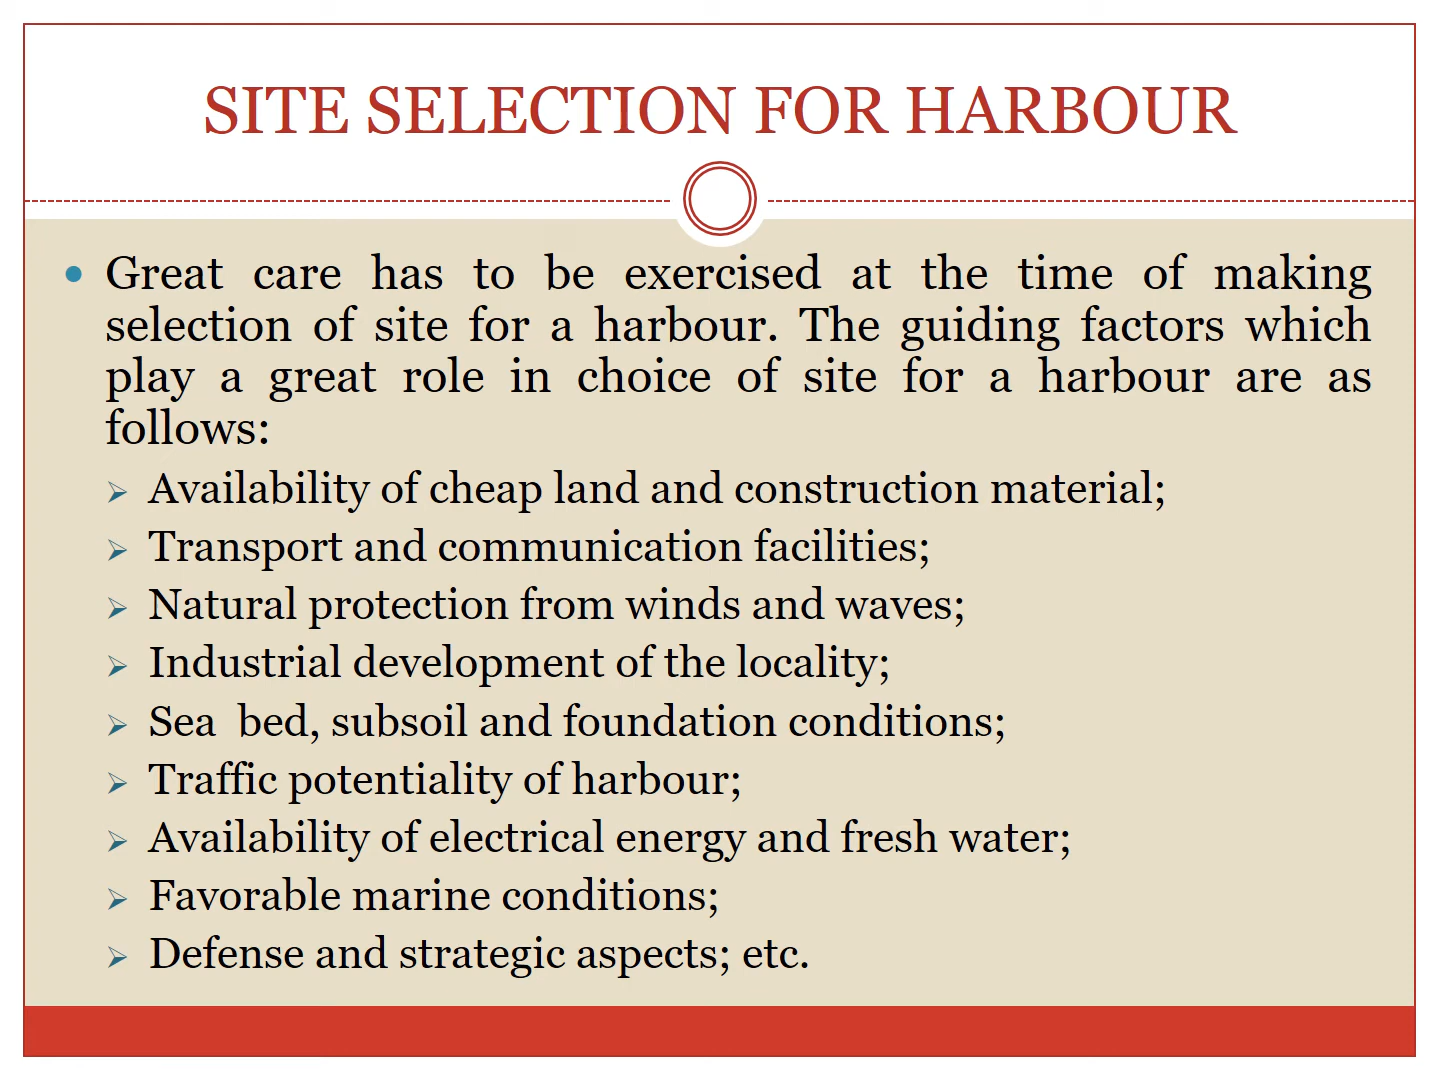 SITE SELECTION FOR HARBOUR
Great care has to be exercised at the time of making
selection of site for a harbour. The guiding factors which
play a great role in choice of site for a harbour are as
follows:
Availability of cheap land and construction material;
Transport and communication facilities;
Natural protection from winds and waves;
Industrial development of the locality;
Sea  bed, subsoil and foundation conditions;
Traffic potentiality of harbour;
Availability of electrical energy and fresh water;
Favorable marine conditions;
Defense and strategic aspects; etc.